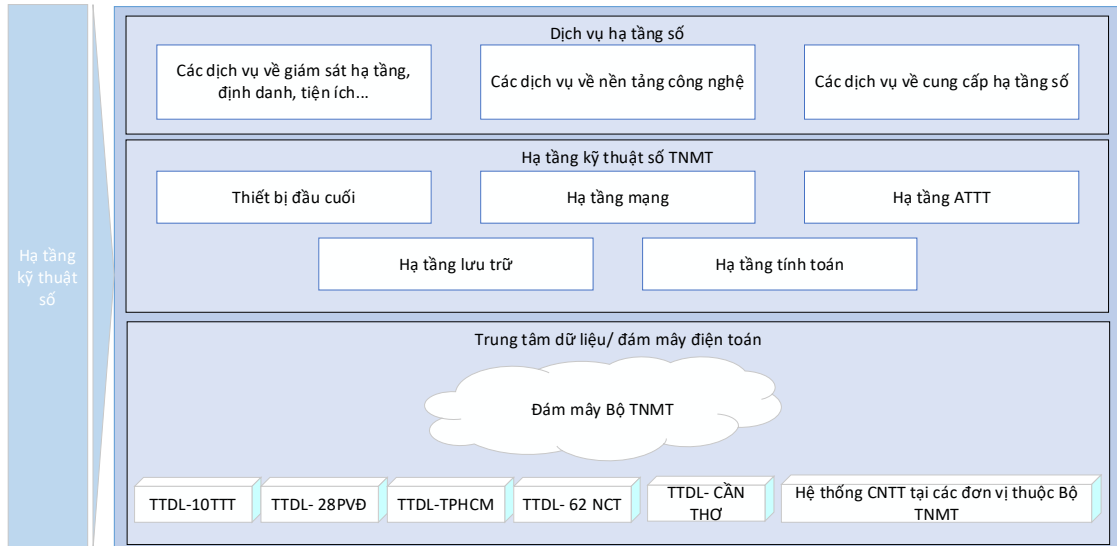 Dịch vụ hạ tầng số
Các dịch vụ về giám sát hạ tầng,
định danh, tiện ích...
Các dịch vụ về nền tảng công nghệ
Các dịch vụ về cung cấp hạ tầng số
Hạ tầng kỹ thuật số TNMT
Thiết bị đầu cuối
Hạ tầng mạng
Hạ tầng ATTT
Hạ tầng
kỹ thuật
số
Hạ tầng lưu trữ
Hạ tầng tính toán
Trung tâm dữ liệu/ đám mây điện toán
Đám mây Bộ TNMT
TTDL-10TTT
TTDL- 28PVĐ
TTDL-TPHCM
TTDL- 62 NCT
TTDL- CẦN
THƠ
Hệ thống CNTT tại các đơn vị thuộc Bộ
TNMT